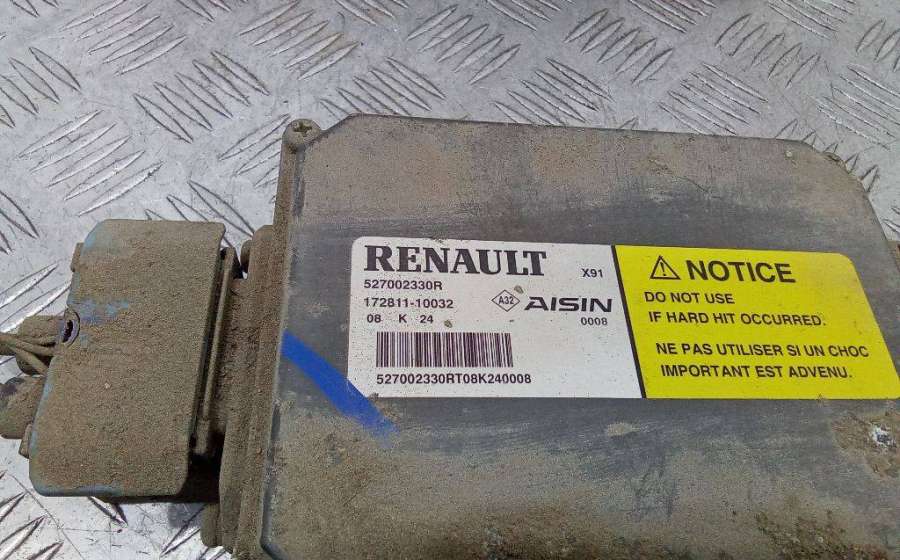 RENAULT X91
527002330R
172811-10032 A32 AISIN
08 K 24 0008
527002330RT08K240008
NOTICE
DO NOT USE
IF HARD HIT OCCURRED.
NE PAS UTILISER SI UN CHOC
IMPORTANT EST ADVENU.